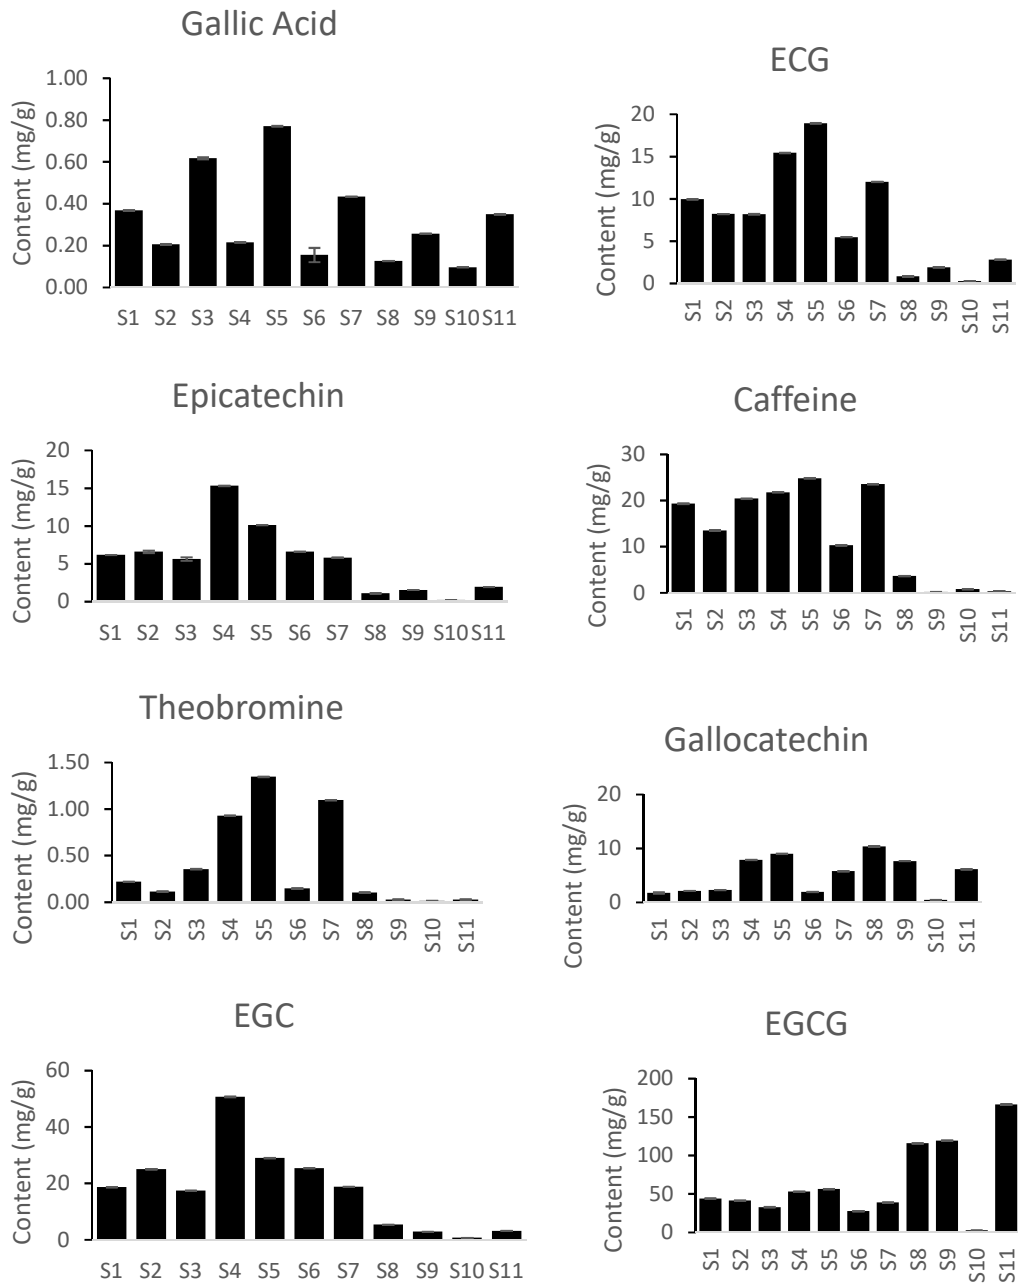 Gallic Acid
Content (mg/g)
1.00
0.80
0.60
0.40
0.20
0.00
S1 S2 S3 S4 S5 S6 S7 S8 S9 S10 S11
ECG
Content (mg/g)
20
15
10
5
0
S1 S2 S3 S4 S5 S6 S7 S8 S9 S10 S11
Epicatechin
Content (mg/g)
20
15
10
5
0
S1 S2 S3 S4 S5 S6 S7 S8 S9 S10 S11
Caffeine
Content (mg/g)
30
20
10
0
S1 S2 S3 S4 S5 S6 S7 S8 S9 S10 S11
Theobromine
Content (mg/g)
1.50
1.00
0.50
0.00
S1 S2 S3 S4 S5 S6 S7 S8 S9 S10 S11
Gallocatechin
Content (mg/g)
20
10
0
S1 S2 S3 S4 S5 S6 S7 S8 S9 S10 S11
EGC
Content (mg/g)
60
40
20
0
S1 S2 S3 S4 S5 S6 S7 S8 S9 S10 S11
EGCG
Content (mg/g)
200
150
100
50
0
S1 S2 S3 S4 S5 S6 S7 S8 S9 S10 S11